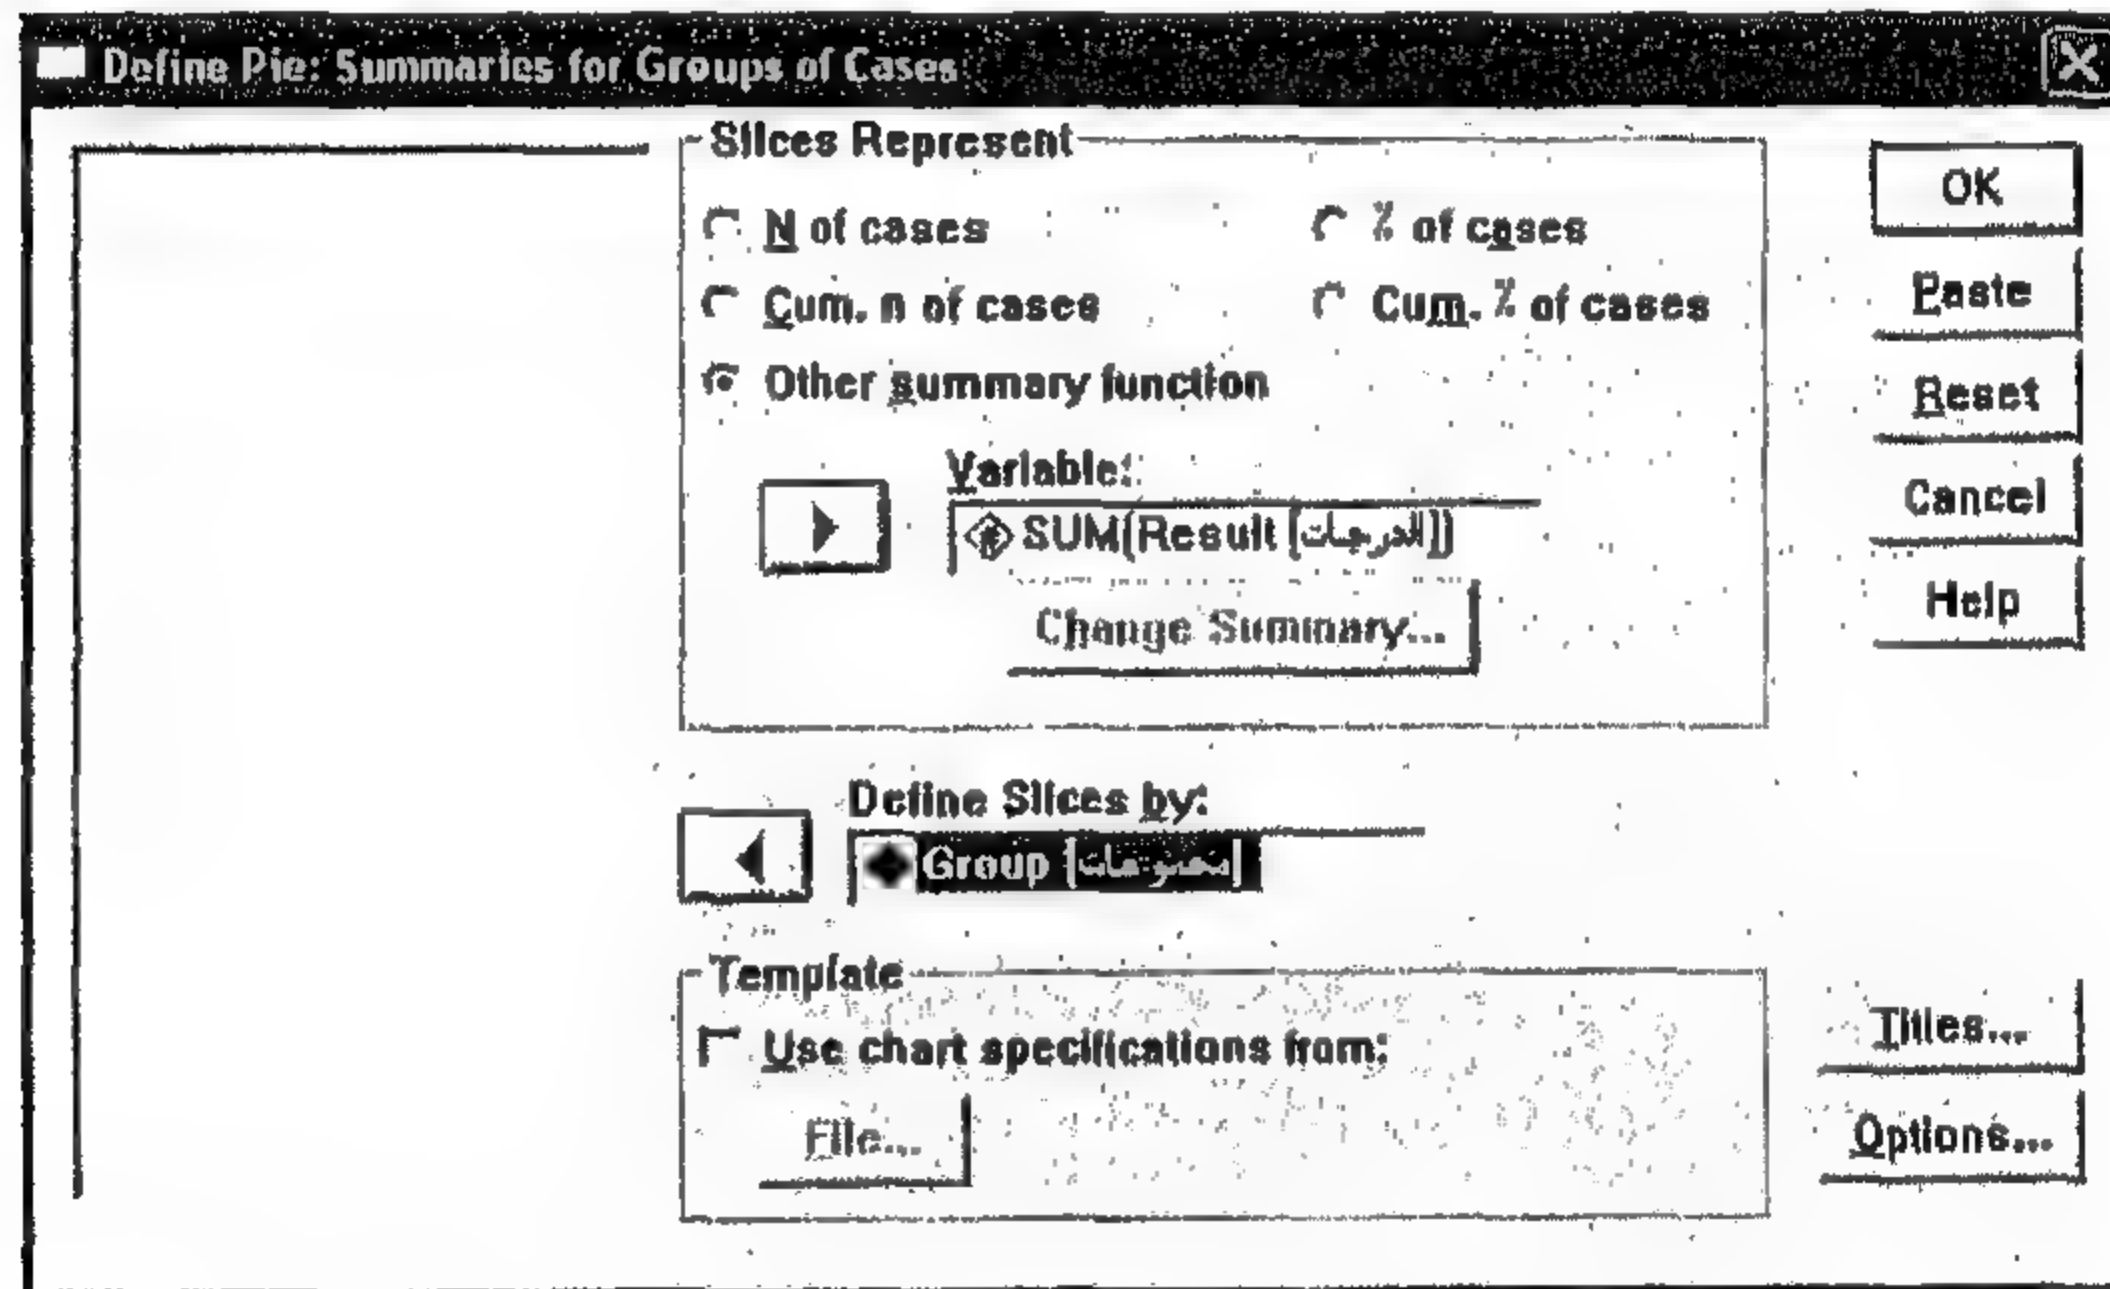 Define Pie: Summaries for Groups of Cases
Slices Represent
N of cases
% of cases
Cum. n of cases
Cum. % of cases
Other summary function
Variable:
SUM(Result [الدرجات])
Change Summary...
Define Slices by:
Group [مجموعات]
Template
Use chart specifications from:
File...
OK
Paste
Reset
Cancel
Help
Titles...
Options...